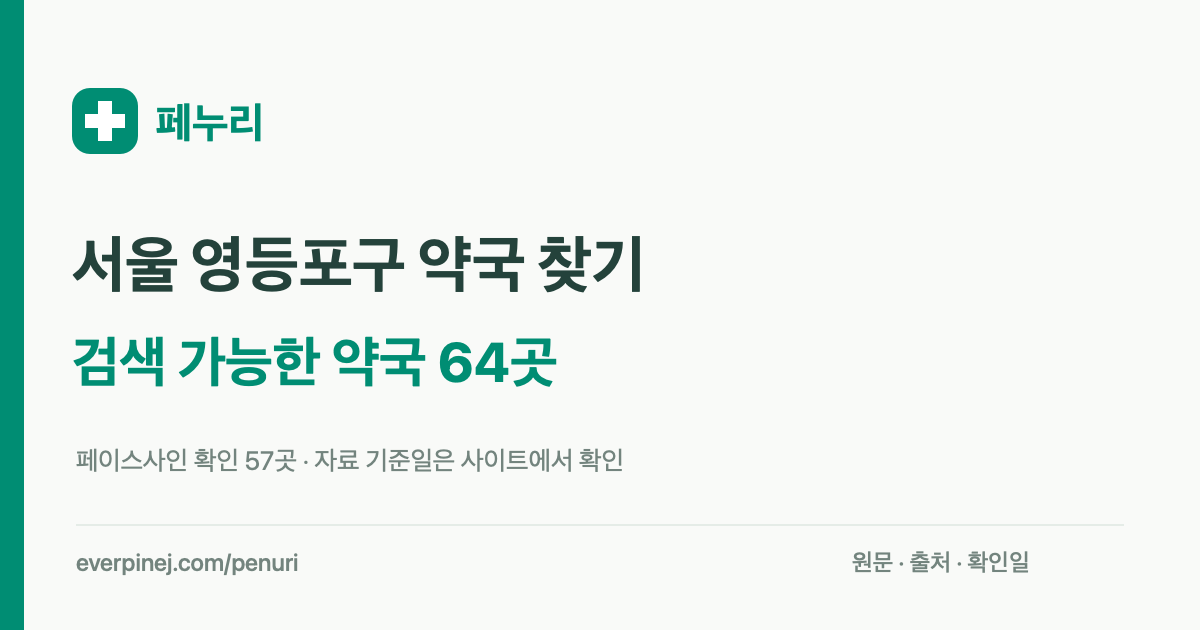 페누리
서울 영등포구 약국 찾기
검색 가능한 약국 64곳
페이스사인 확인 57곳 · 자료 기준일은 사이트에서 확인
everpinej.com/penuri
원문 · 출처 · 확인일